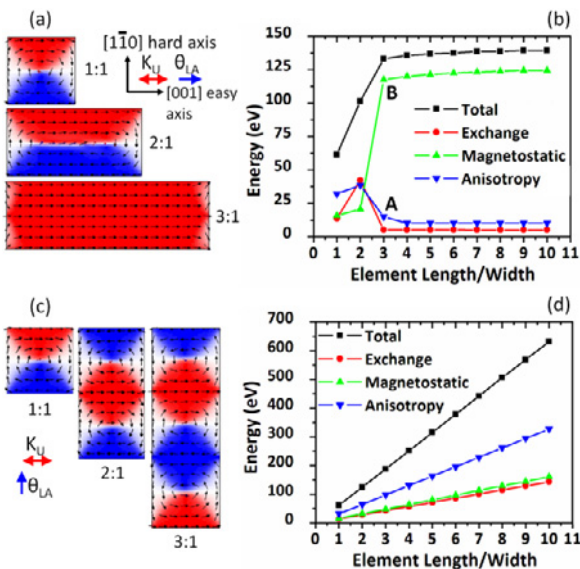 (a)
[11̄0] hard axis
K_U θ_LA
[001] easy
axis
1:1
2:1
3:1
(b)
Energy (eV)
150
125
100
75
50
25
0
B
A
Total
Exchange
Magnetostatic
Anisotropy
0 1 2 3 4 5 6 7 8 9 10 11
Element Length/Width
(c)
1:1
2:1
3:1
K_U
θ_LA
(d)
Energy (eV)
700
600
500
400
300
200
100
0
Total
Exchange
Magnetostatic
Anisotropy
0 1 2 3 4 5 6 7 8 9 10 11
Element Length/Width